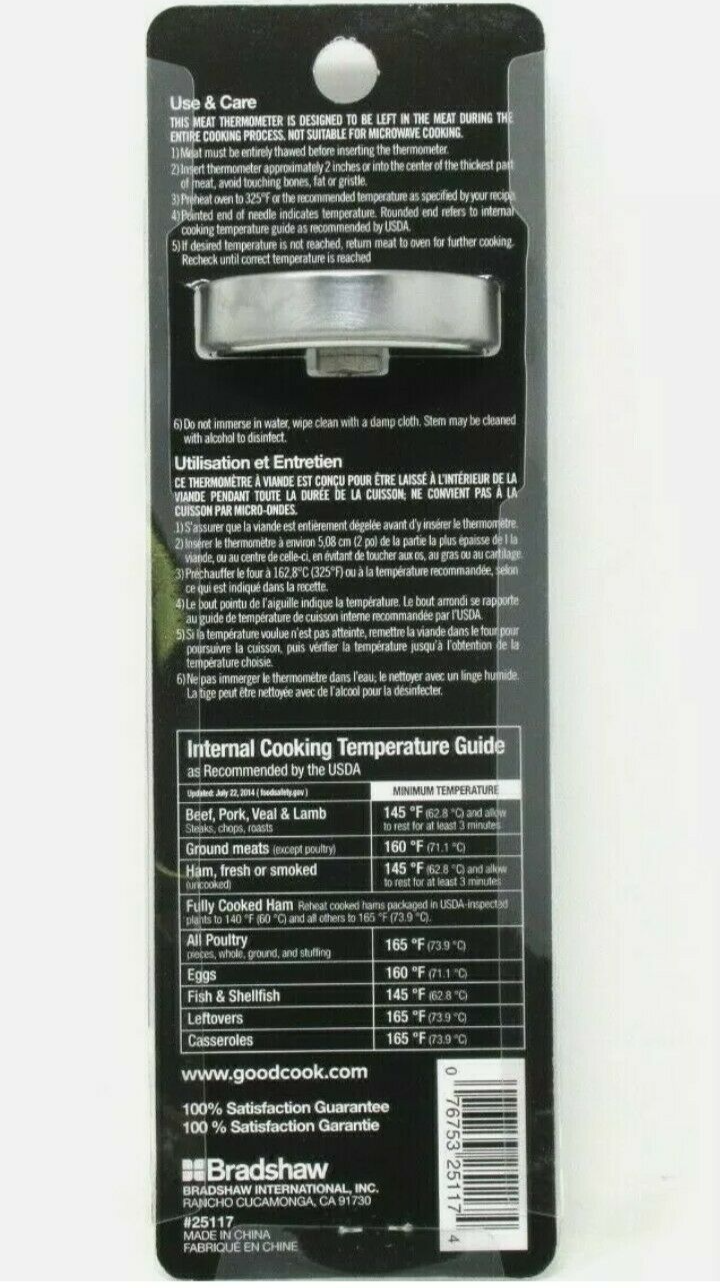 Use & Care
THIS MEAT THERMOMETER IS DESIGNED TO BE LEFT IN THE MEAT DURING THE
ENTIRE COOKING PROCESS. NOT SUITABLE FOR MICROWAVE COOKING.
1) Meat must be entirely thawed before inserting the thermometer.
2) Insert thermometer approximately 2 inches or into the center of the thickest part
of meat, avoid touching bones, fat or gristle.
3) Preheat oven to 325°F or the recommended temperature as specified by your recipe
4) Pointed end of needle indicates temperature. Rounded end refers to internal
cooking temperature guide as recommended by USDA.
5) If desired temperature is not reached, return meat to oven for further cooking.
Recheck until correct temperature is reached
6) Do not immerse in water, wipe clean with a damp cloth. Stem may be cleaned
with alcohol to disinfect.
Utilisation et Entretien
CE THERMOMÈTRE À VIANDE EST CONÇU POUR ÊTRE LAISSÉ À L'INTÉRIEUR DE LA
VIANDE PENDANT TOUTE LA DURÉE DE LA CUISSON; NE CONVIENT PAS À LA
CUISSON PAR MICRO-ONDES.
1) S'assurer que la viande est entièrement dégelée avant d'y insérer le thermomètre.
2) Insérer le thermomètre à environ 5,08 cm (2 po) de la partie la plus épaisse de l la
viande, ou au centre de celle-ci, en évitant de toucher aux os, au gras ou au cartilage.
3) Préchauffer le four à 162,8°C (325°F) ou à la température recommandée, selon
ce qui est indiqué dans la recette.
4) Le bout pointu de l'aiguille indique la température. Le bout arrondi se rapporte
au guide de température de cuisson interne recommandée par l'USDA.
5) Si la température voulue n'est pas atteinte, remettre la viande dans le four pour
poursuivre la cuisson, puis vérifier la température jusqu'à l'obtention de la
température choisie.
6) Ne pas immerger le thermomètre dans l'eau; le nettoyer avec un linge humide.
La tige peut être nettoyée avec de l'alcool pour la désinfecter.
Internal Cooking Temperature Guide
as Recommended by the USDA
Updated: July 22, 2014 ( foodsafety.gov ) MINIMUM TEMPERATURE
Beef, Pork, Veal & Lamb 145 °F (62.8 °C) and allow
Steaks, chops, roasts to rest for at least 3 minutes
Ground meats (except poultry) 160 °F (71.1 °C)
Ham, fresh or smoked 145 °F (62.8 °C) and allow
(uncooked) to rest for at least 3 minutes
Fully Cooked Ham Reheat cooked hams packaged in USDA-inspected
plants to 140 °F (60 °C) and all others to 165 °F (73.9 °C).
All Poultry 165 °F (73.9 °C)
pieces, whole, ground, and stuffing
Eggs 160 °F (71.1 °C)
Fish & Shellfish 145 °F (62.8 °C)
Leftovers 165 °F (73.9 °C)
Casseroles 165 °F (73.9 °C)
www.goodcook.com
100% Satisfaction Guarantee
100 % Satisfaction Garantie
Bradshaw
BRADSHAW INTERNATIONAL, INC.
RANCHO CUCAMONGA, CA 91730
#25117
MADE IN CHINA
FABRIQUÉ EN CHINE
0 76753 25117 4